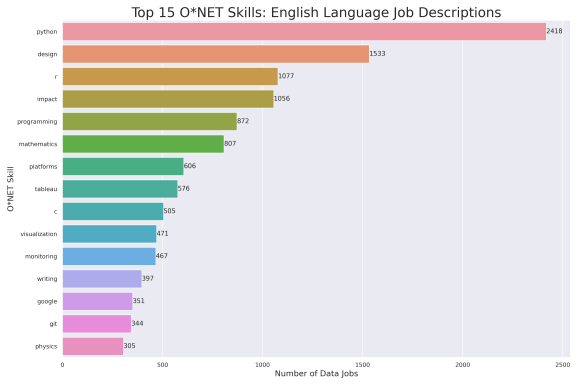 Top 15 O*NET Skills: English Language Job Descriptions
O*NET Skill
python 2418
design 1533
r 1077
impact 1056
programming 872
mathematics 807
platforms 606
tableau 576
c 505
visualization 471
monitoring 467
writing 397
google 351
git 344
physics 305
0 500 1000 1500 2000 2500
Number of Data Jobs